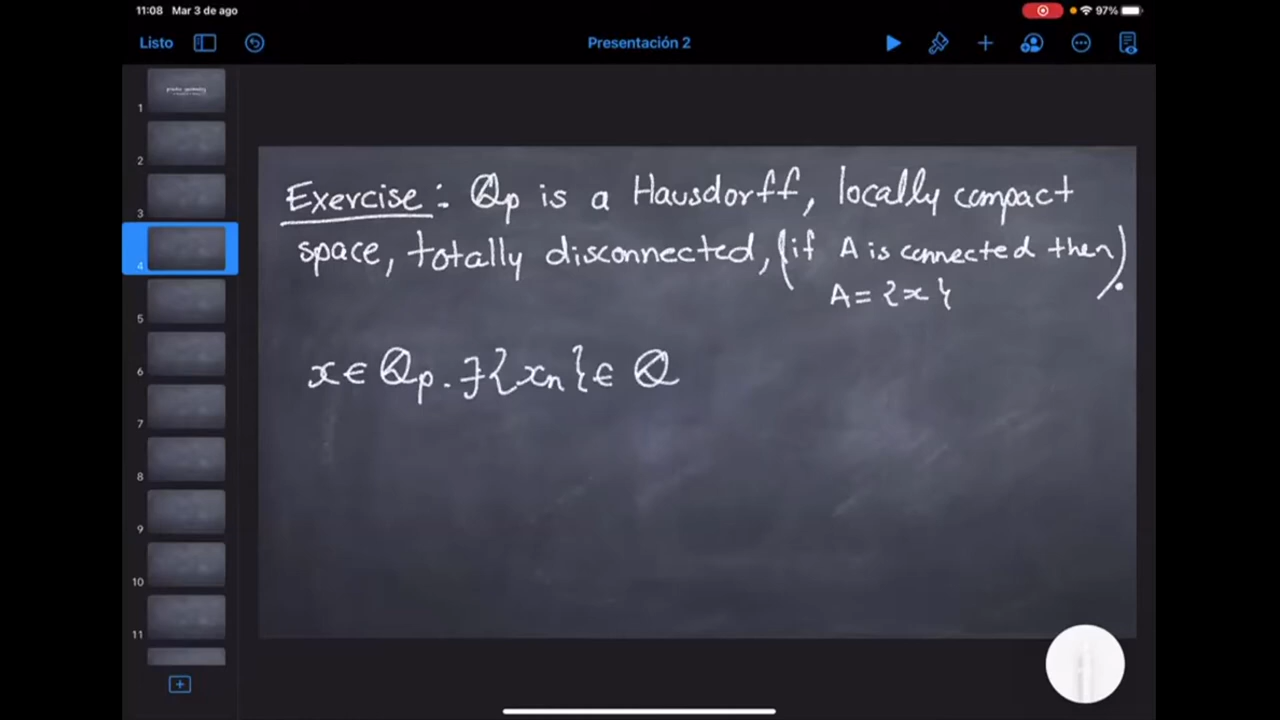 11:08 Mar 3 de ago 97%
Listo Presentación 2
1
2
3
4
5
6
7
8
9
10
11
Exercise: ℚp is a Hausdorff, locally compact
space, totally disconnected, (if A is connected then
A = {x} ).
x ∈ ℚp. ∃{xn} ∈ ℚ